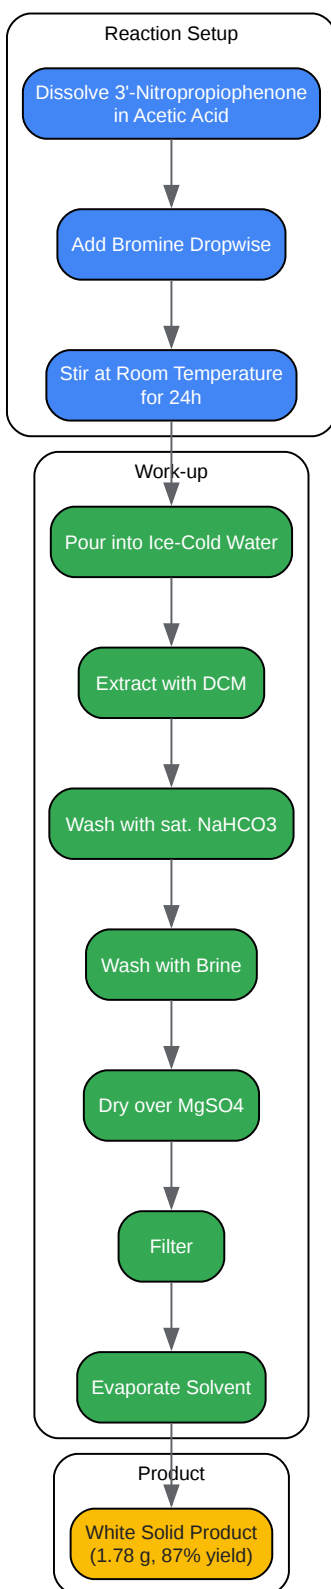 Reaction Setup
Dissolve 3'-Nitropropiophenone
in Acetic Acid
Add Bromine Dropwise
Stir at Room Temperature
for 24h
Work-up
Pour into Ice-Cold Water
Extract with DCM
Wash with sat. NaHCO3
Wash with Brine
Dry over MgSO4
Filter
Evaporate Solvent
Product
White Solid Product
(1.78 g, 87% yield)